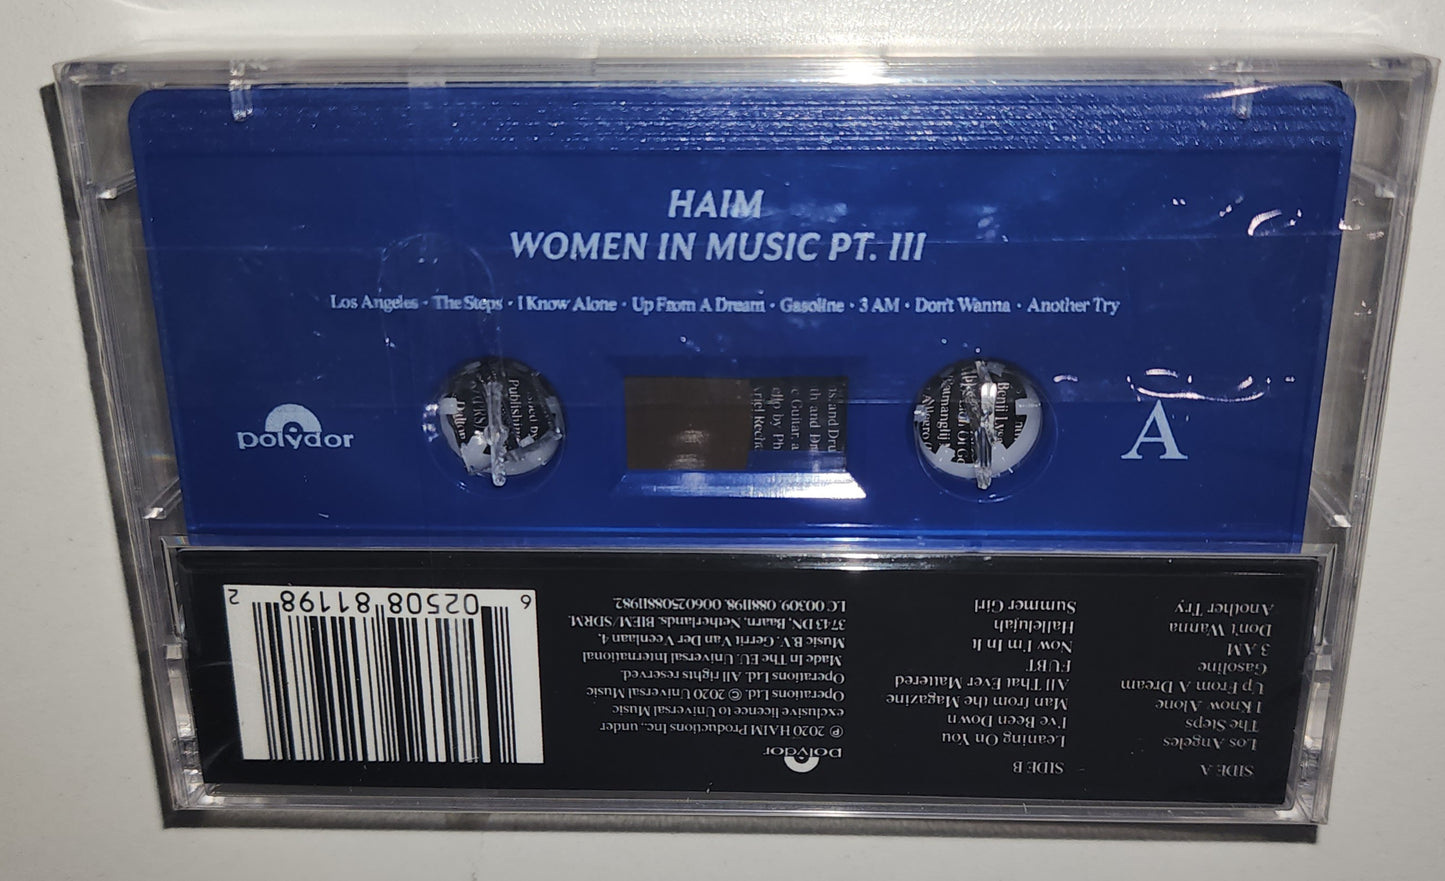 HAIM
WOMEN IN MUSIC PT. III
Los Angeles · The Steps · I Know Alone · Up From A Dream · Gasoline · 3 AM · Don't Wanna · Another Try
polydor
A
SIDE A
Los Angeles
The Steps
I Know Alone
Up From A Dream
Gasoline
3 AM
Don't Wanna
Another Try
SIDE B
Leaning On You
I've Been Down
Man from the Magazine
All That Ever Mattered
FUBT
Now I'm In It
Hallelujah
Summer Girl
polydor
℗ 2020 HAIM Productions Inc., under
exclusive licence to Universal Music
Operations Ltd. © 2020 Universal Music
Operations Ltd. All rights reserved.
Made In The EU. Universal International
Music B.V. Gerrit Van Der Veenlaan 4,
3743 DN, Baarn, Netherlands. BIEM/SDRM.
LC 00309. 0881198. 00602508811982.
6 02508 81198 2